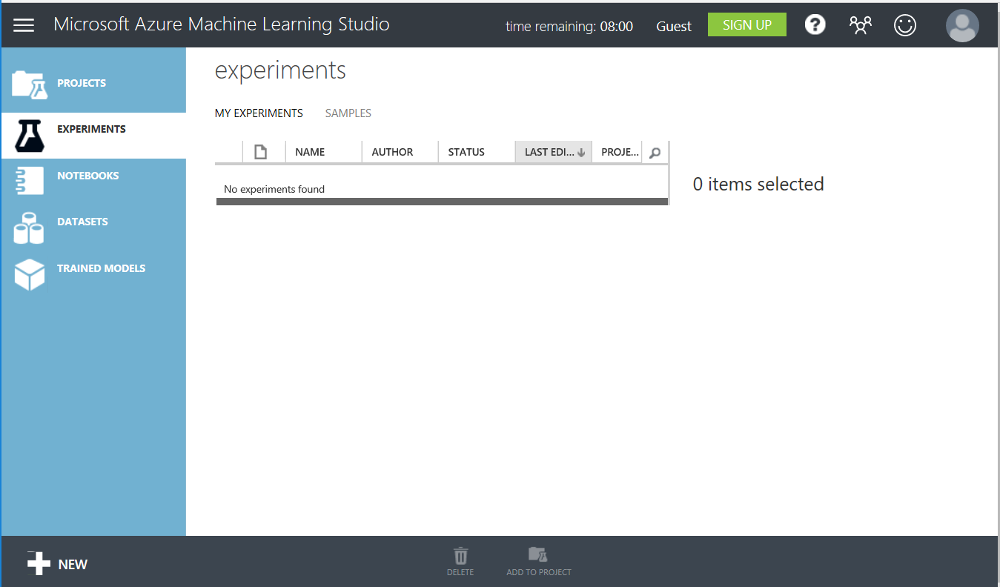 Microsoft Azure Machine Learning Studio
time remaining: 08:00
Guest
SIGN UP
?
PROJECTS
EXPERIMENTS
NOTEBOOKS
DATASETS
TRAINED MODELS
experiments
MY EXPERIMENTS SAMPLES
NAME AUTHOR STATUS LAST EDI... PROJE...
No experiments found
0 items selected
NEW
DELETE
ADD TO PROJECT